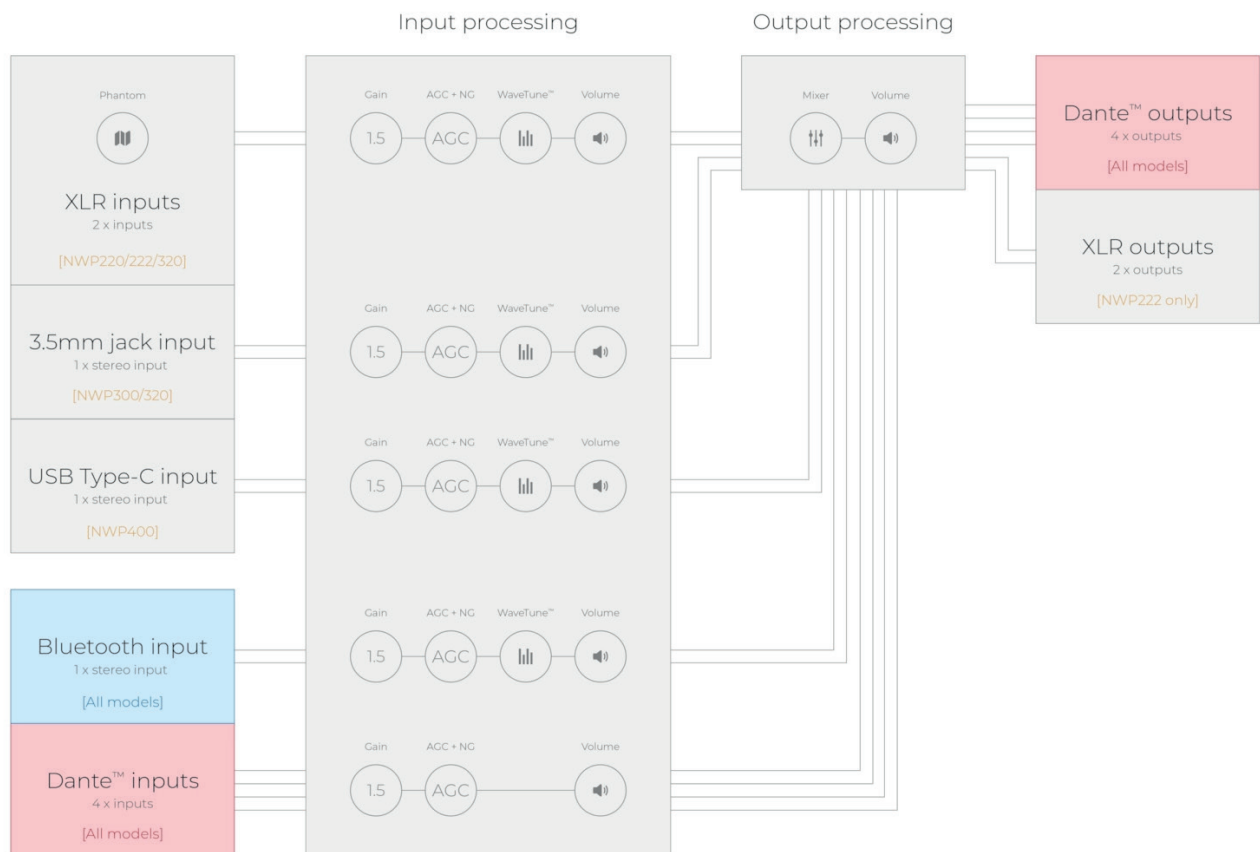 Input processing
Output processing
Phantom
XLR inputs
2 x inputs
[NWP220/222/320]
3.5mm jack input
1 x stereo input
[NWP300/320]
USB Type-C input
1 x stereo input
[NWP400]
Bluetooth input
1 x stereo input
[All models]
Dante™ inputs
4 x inputs
[All models]
Gain AGC + NG WaveTune™ Volume
1.5 AGC
Gain AGC + NG WaveTune™ Volume
1.5 AGC
Gain AGC + NG WaveTune™ Volume
1.5 AGC
Gain AGC + NG WaveTune™ Volume
1.5 AGC
Gain AGC + NG Volume
1.5 AGC
Mixer Volume
Dante™ outputs
4 x outputs
[All models]
XLR outputs
2 x outputs
[NWP222 only]